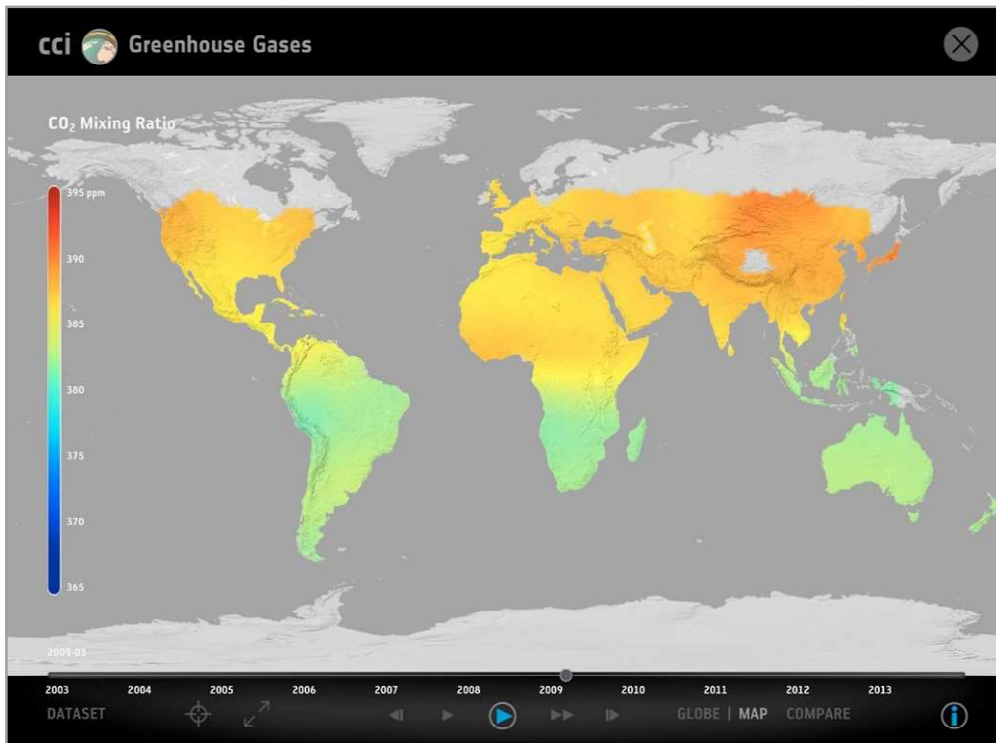 cci Greenhouse Gases
CO₂ Mixing Ratio
395 ppm
390
385
380
375
370
365
2009-03
2003 2004 2005 2006 2007 2008 2009 2010 2011 2012 2013
DATASET GLOBE | MAP COMPARE